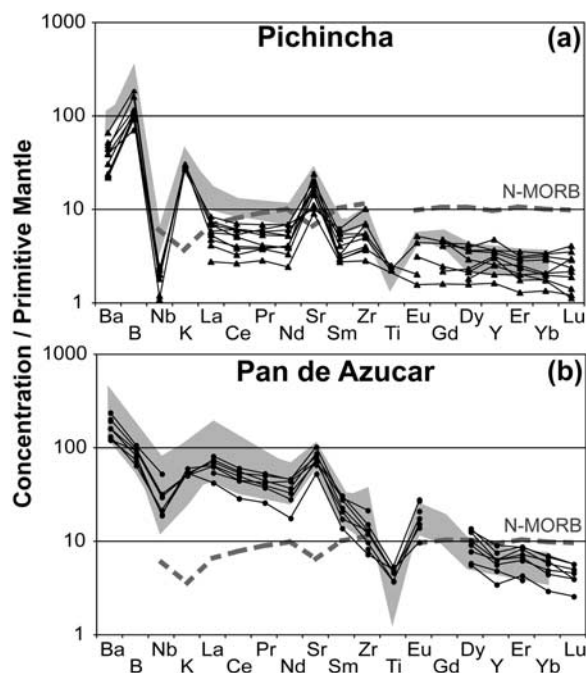 Concentration / Primitive Mantle
1000
Pichincha
(a)
100
N-MORB
10
1
Ba Nb La Pr Sr Zr Eu Dy Er Lu
B K Ce Nd Sm Ti Gd Y Yb
1000
Pan de Azucar
(b)
100
N-MORB
10
1
Ba Nb La Pr Sr Zr Eu Dy Er Lu
B K Ce Nd Sm Ti Gd Y Yb